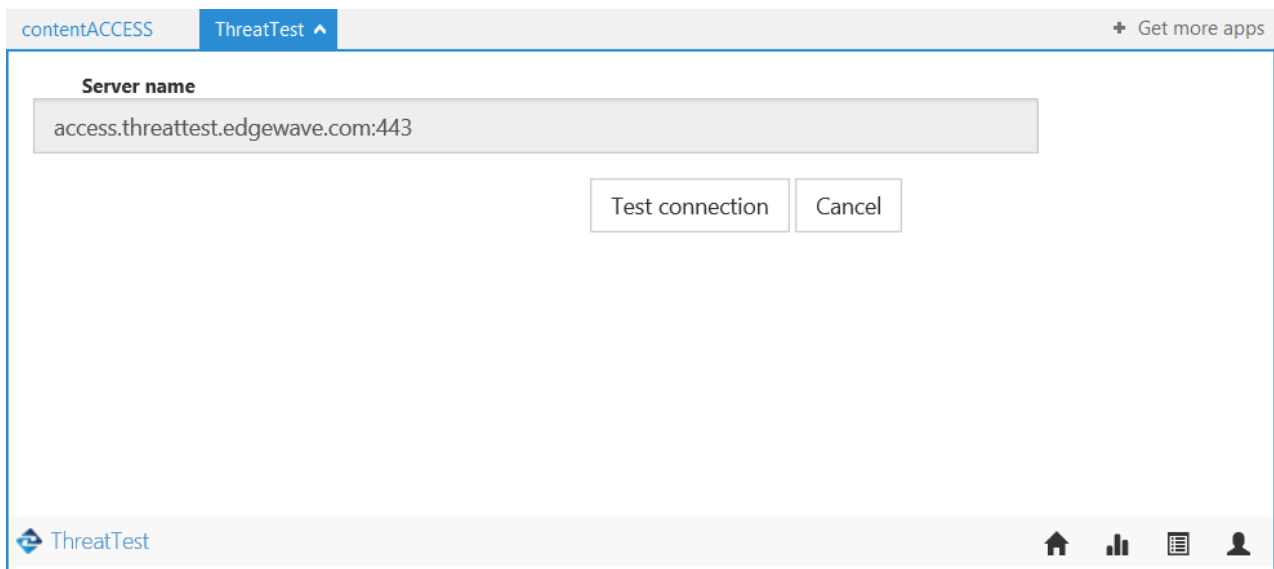 contentACCESS ThreatTest + Get more apps
Server name
access.threattest.edgewave.com:443
Test connection Cancel
ThreatTest